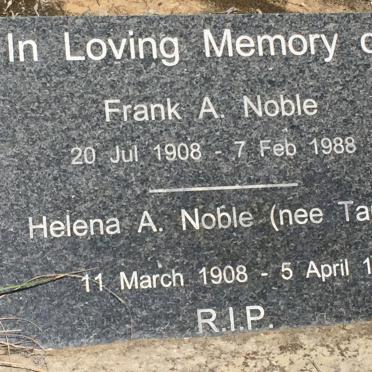 In Loving Memory
Frank A. Noble
20 Jul 1908 - 7 Feb 1988
Helena A. Noble (nee
11 March 1908 - 5 April
R.I.P.